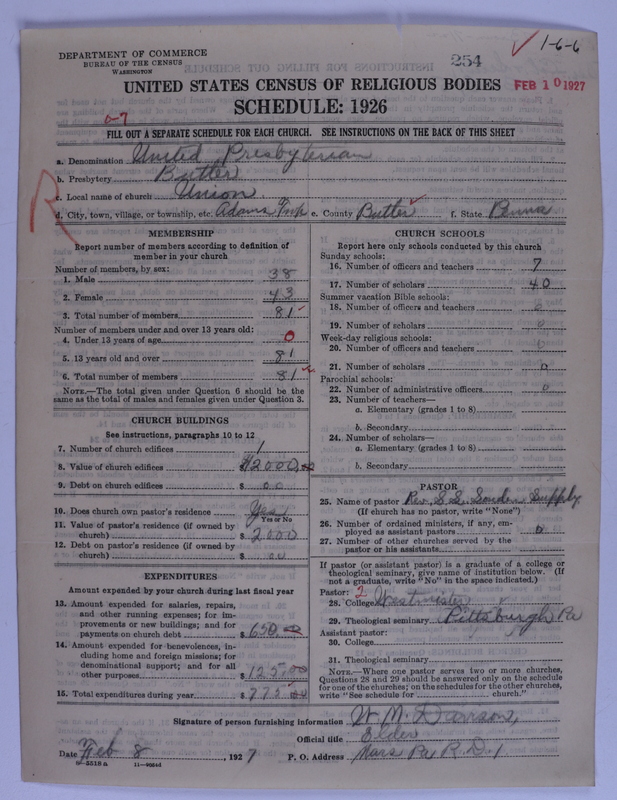 1-6-6
DEPARTMENT OF COMMERCE
BUREAU OF THE CENSUS
WASHINGTON
254
UNITED STATES CENSUS OF RELIGIOUS BODIES
FEB 10 1927
SCHEDULE: 1926
FILL OUT A SEPARATE SCHEDULE FOR EACH CHURCH. SEE INSTRUCTIONS ON THE BACK OF THIS SHEET
a. Denomination United Presbyterian
b. Presbytery Butler
c. Local name of church Union
d. City, town, village, or township, etc. Adams Twp e. County Butler f. State Penna
R
MEMBERSHIP
Report number of members according to definition of
member in your church
Number of members, by sex:
1. Male 38
2. Female 43
3. Total number of members 81
Number of members under and over 13 years old:
4. Under 13 years of age 0
5. 13 years old and over 81
6. Total number of members 81
NOTE.—The total given under Question 6 should be the
same as the total of males and females given under Question 3.
CHURCH BUILDINGS
See instructions, paragraphs 10 to 12
7. Number of church edifices 1
8. Value of church edifices $2000.00
9. Debt on church edifices $ 00
10. Does church own pastor's residence Yes
Yes or No
11. Value of pastor's residence (if owned by
church) $ 2000
12. Debt on pastor's residence (if owned by
church) $ 00
EXPENDITURES
Amount expended by your church during last fiscal year
13. Amount expended for salaries, repairs,
and other running expenses; for im-
provements or new buildings; and for
payments on church debt $ 650.00
14. Amount expended for benevolences, in-
cluding home and foreign missions; for
denominational support; and for all
other purposes $ 125.00
15. Total expenditures during year $ 775.00
CHURCH SCHOOLS
Report here only schools conducted by this church
Sunday schools:
16. Number of officers and teachers 7
17. Number of scholars 40
Summer vacation Bible schools:
18. Number of officers and teachers 0
19. Number of scholars 0
Week-day religious schools:
20. Number of officers and teachers 0
21. Number of scholars 0
Parochial schools:
22. Number of administrative officers 0
23. Number of teachers—
a. Elementary (grades 1 to 8)
b. Secondary
24. Number of scholars—
a. Elementary (grades 1 to 8)
b. Secondary
PASTOR
25. Name of pastor Rev. S.S. Supply
(If church has no pastor, write "None")
26. Number of ordained ministers, if any, em-
ployed as assistant pastors 0
27. Number of other churches served by the
pastor or his assistants
If pastor (or assistant pastor) is a graduate of a college or
theological seminary, give name of institution below. (If
not a graduate, write "No" in the space indicated.)
Pastor: 2
28. College Westminster
29. Theological seminary Pittsburgh Pa
Assistant pastor:
30. College
31. Theological seminary
NOTE.—Where one pastor serves two or more churches,
Questions 28 and 29 should be answered only on the schedule
for one of the churches; on the schedules for the other churches,
write "See schedule for church."
Signature of person furnishing information W. M. Davison
Official title Elder
Date Feb 8, 1927 P. O. Address Mars Pa R.D. 1
8-5518 a 11-9664d